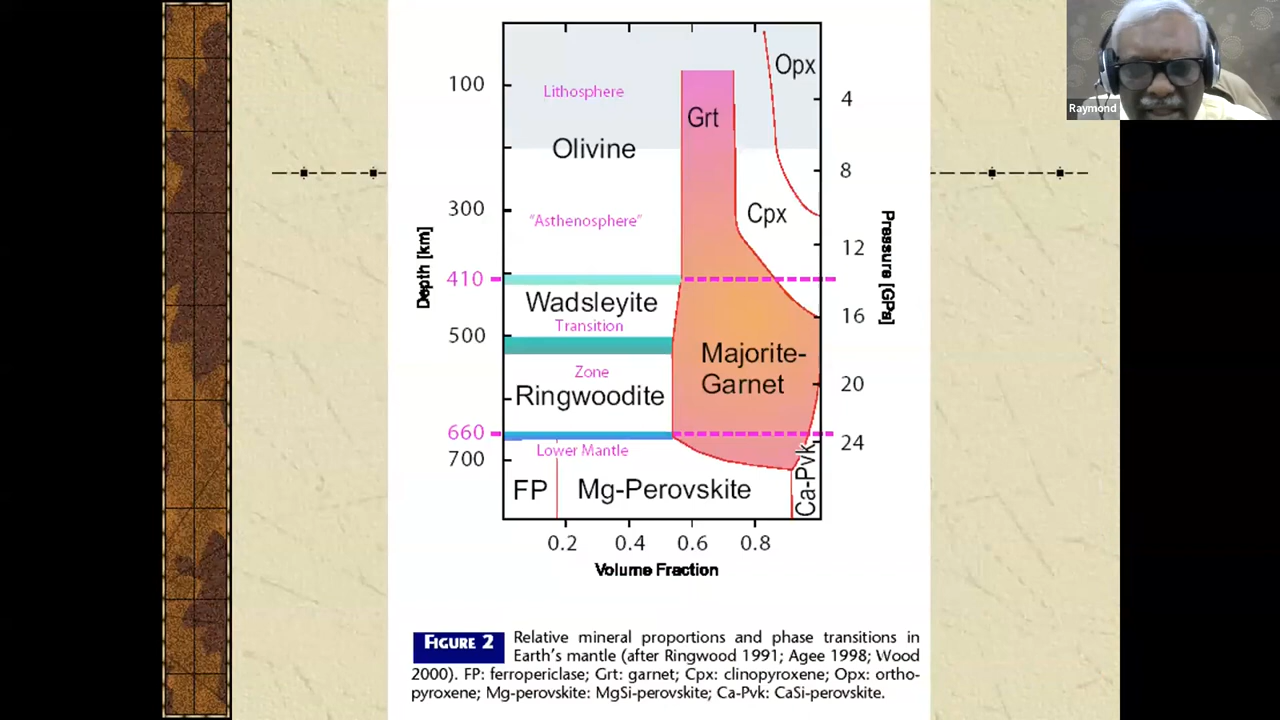 Raymond
Opx
100
Lithosphere
4
Grt
Olivine
8
300
Cpx
"Asthenosphere"
12
Depth [km]
Pressure [GPa]
410
Wadsleyite
16
Transition
500
Majorite-
Garnet
Zone
20
Ringwoodite
660
24
Lower Mantle
700
FP
Mg-Perovskite
Ca-Pvk
0.2 0.4 0.6 0.8
Volume Fraction
FIGURE 2 Relative mineral proportions and phase transitions in
Earth's mantle (after Ringwood 1991; Agee 1998; Wood
2000). FP: ferropericlase; Grt: garnet; Cpx: clinopyroxene; Opx: ortho-
pyroxene; Mg-perovskite: MgSi-perovskite; Ca-Pvk: CaSi-perovskite.